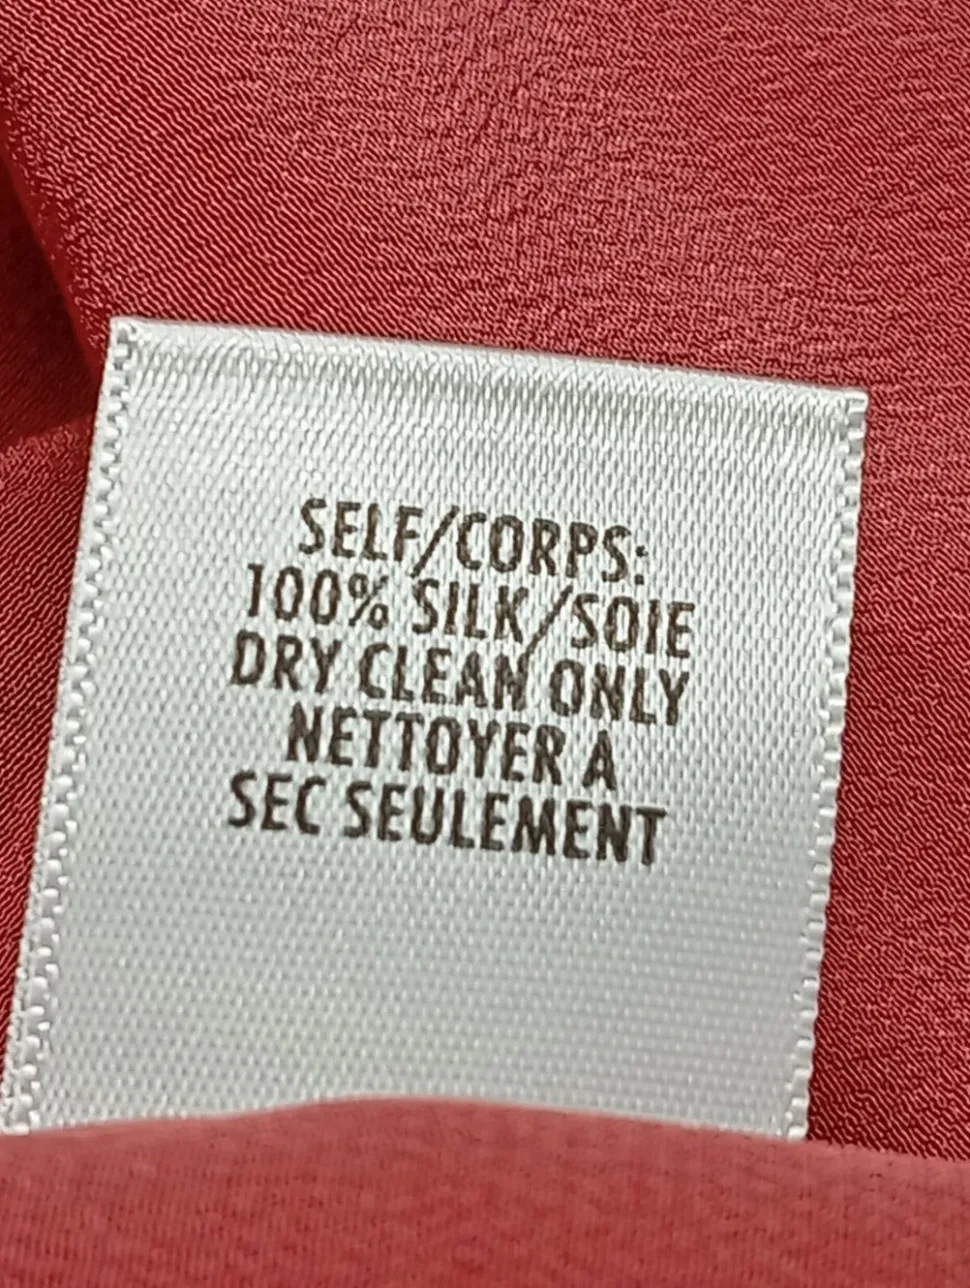 SELF/CORPS:
100% SILK/SOIE
DRY CLEAN ONLY
NETTOYER A
SEC SEULEMENT